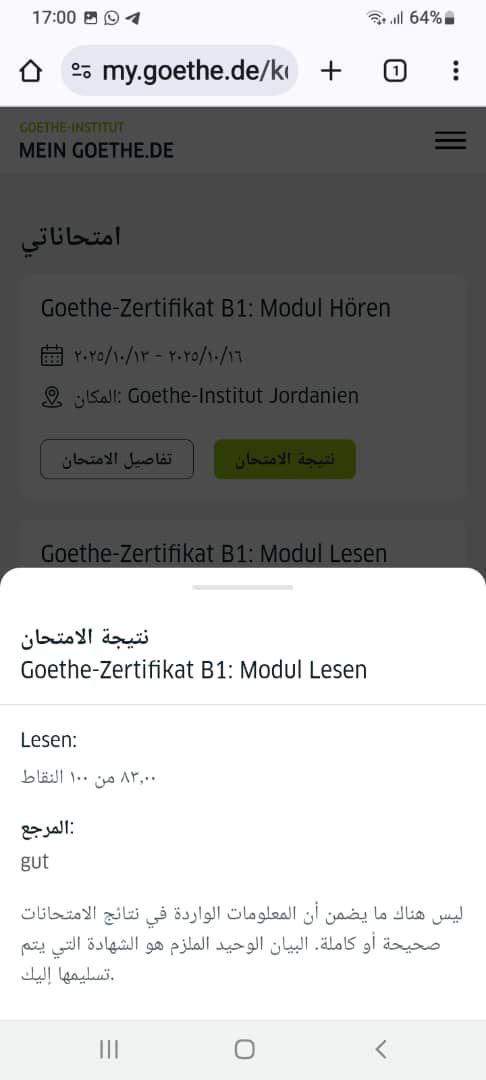 17:00
64%
my.goethe.de/k
1
GOETHE-INSTITUT
MEIN GOETHE.DE
امتحاناتي
Goethe-Zertifikat B1: Modul Hören
٢٠٢٥/١٠/١٣ - ٢٠٢٥/١٠/١٦
المكان: Goethe-Institut Jordanien
تفاصيل الامتحان
نتيجة الامتحان
Goethe-Zertifikat B1: Modul Lesen
نتيجة الامتحان
Goethe-Zertifikat B1: Modul Lesen
Lesen:
٨٣,٠٠ من ١٠٠ النقاط
المرجع:
gut
ليس هناك ما يضمن أن المعلومات الواردة في نتائج الامتحانات
صحيحة أو كاملة. البيان الوحيد الملزم هو الشهادة التي يتم
تسليمها إليك.